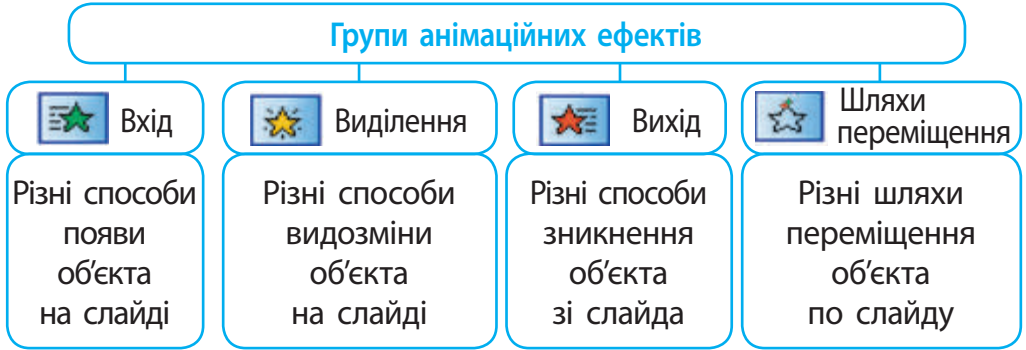 Групи анімаційних ефектів
Вхід
Різні способи
появи
об’єкта
на слайді
Виділення
Різні способи
видозміни
об’єкта
на слайді
Вихід
Різні способи
зникнення
об’єкта
зі слайда
Шляхи
переміщення
Різні шляхи
переміщення
об’єкта
по слайду